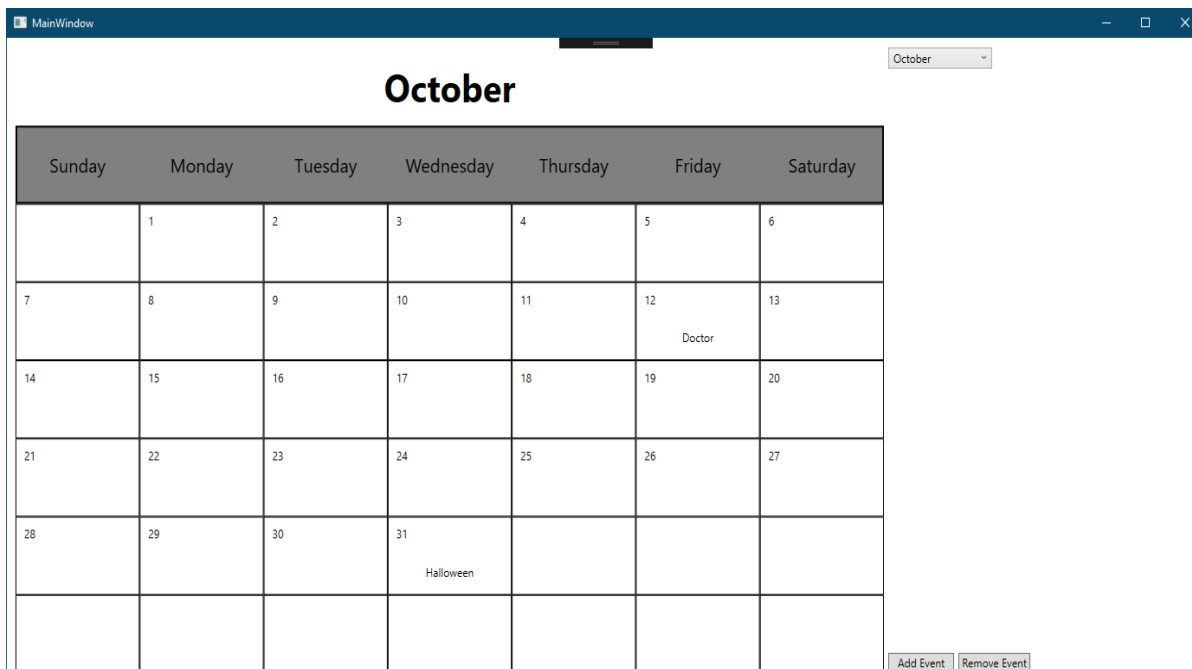 MainWindow
October
October
Sunday Monday Tuesday Wednesday Thursday Friday Saturday
1 2 3 4 5 6
7 8 9 10 11 12 13
Doctor
14 15 16 17 18 19 20
21 22 23 24 25 26 27
28 29 30 31
Halloween
Add Event Remove Event